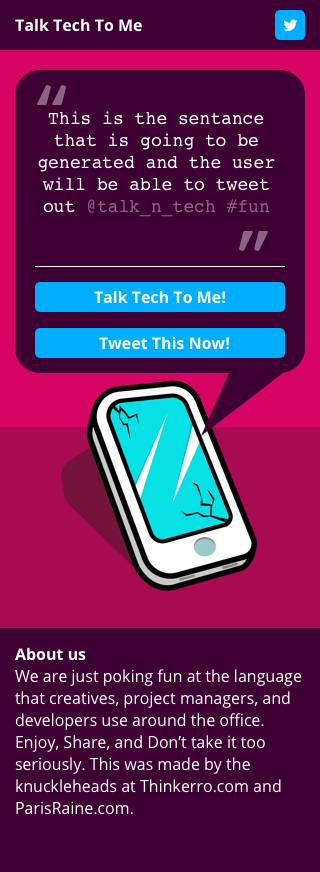 Talk Tech To Me
This is the sentence
that is going to be
generated and the user
will be able to tweet
out @talk_n_tech #fun
Talk Tech To Me!
Tweet This Now!
About us
We are just poking fun at the language
that creatives, project managers, and
developers use around the office.
Enjoy, Share, and Don’t take it too
seriously. This was made by the
knuckleheads at Thinkerro.com and
ParisRaine.com.